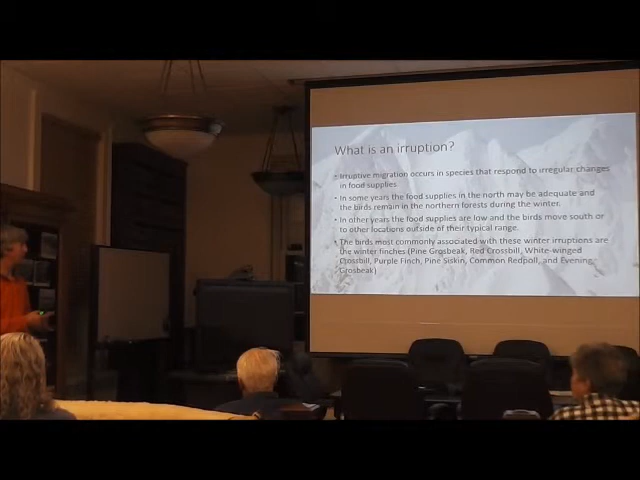 What is an irruption?
• Irruptive migration occurs in species that respond to irregular changes
in food supplies.
• In some years the food supplies in the north may be adequate and
the birds remain in the northern forests during the winter.
• In other years the food supplies are low and the birds move south or
to other locations outside of their typical range.
• The birds most commonly associated with these winter irruptions are
the winter finches (Pine Grosbeak, Red Crossbill, White-winged
Crossbill, Purple Finch, Pine Siskin, Common Redpoll, and Evening
Grosbeak)